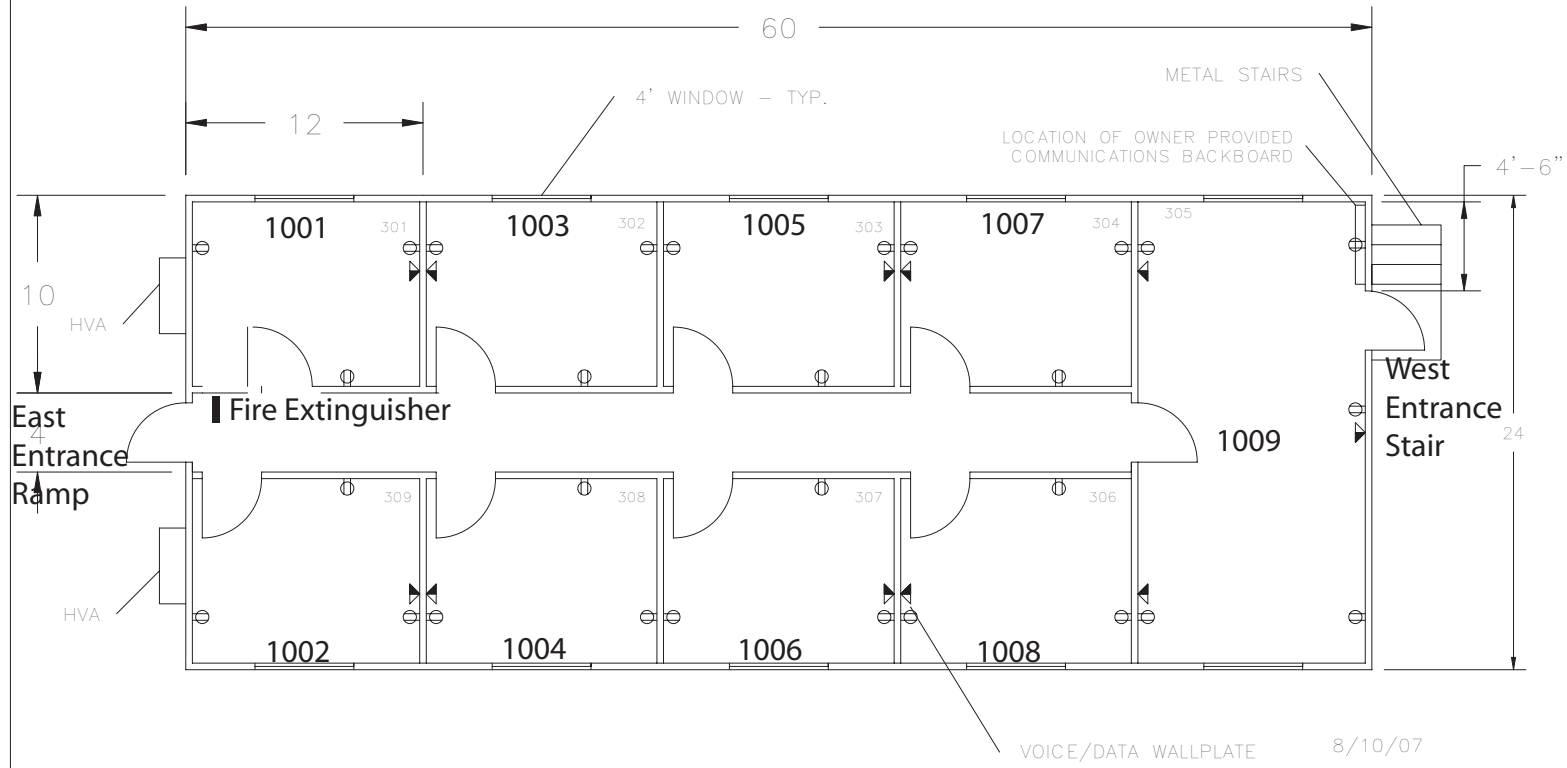 60
METAL STAIRS
4' WINDOW – TYP.
12
LOCATION OF OWNER PROVIDED
COMMUNICATIONS BACKBOARD
4'–6"
1001
301
1003
302
1005
303
1007
304
305
10
HVA
Fire Extinguisher
East
4
Entrance
Ramp
1009
West
Entrance
Stair
24
309
308
307
306
HVA
1002
1004
1006
1008
VOICE/DATA WALLPLATE
8/10/07